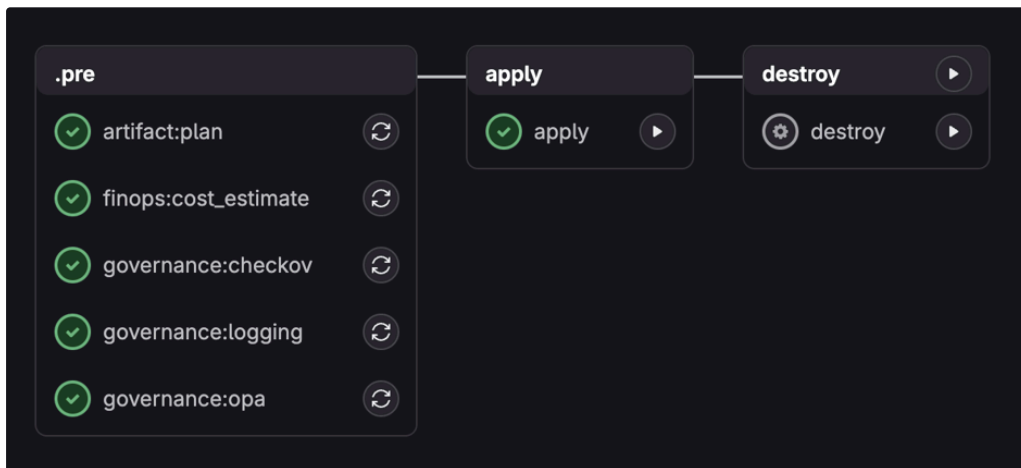 .pre
artifact:plan
finops:cost_estimate
governance:checkov
governance:logging
governance:opa
apply
apply
destroy
destroy